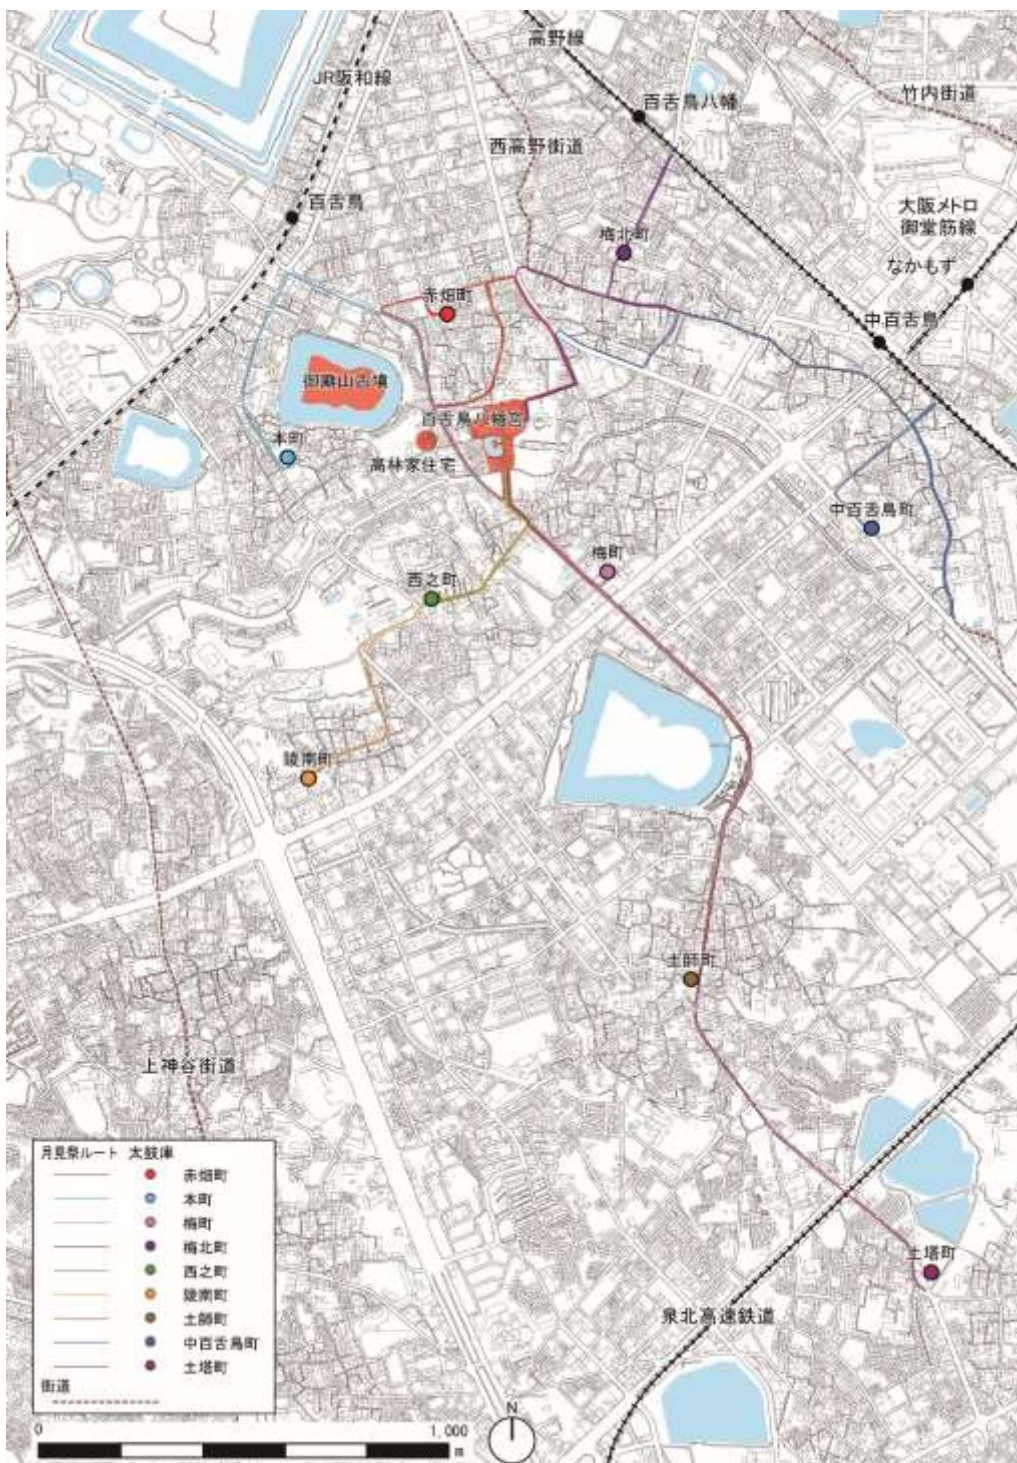 高野線
JR阪和線
百舌鳥八幡
竹内街道
西高野街道
百舌鳥
大阪メトロ
御堂筋線
梅北町
なかもず
赤畑町
中百舌鳥
御廟山古墳
百舌鳥八幡宮
本町
高林家住宅
中百舌鳥町
梅町
西之町
陵南町
土師町
上神谷街道
土塔町
泉北高速鉄道
月見祭ルート 太鼓庫
赤畑町
本町
梅町
梅北町
西之町
陵南町
土師町
中百舌鳥町
土塔町
街道
0 1,000
m
N